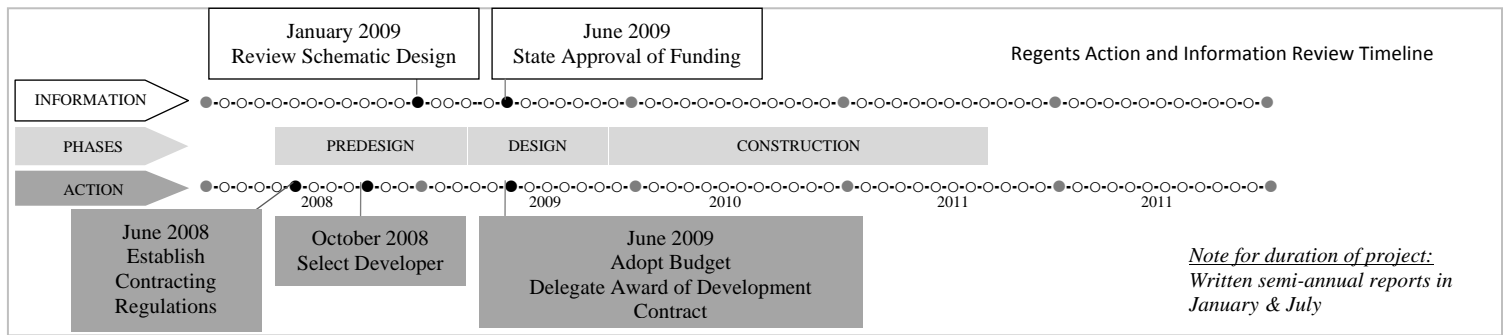 January 2009
Review Schematic Design
June 2009
State Approval of Funding
Regents Action and Information Review Timeline
INFORMATION
PHASES
PREDESIGN
DESIGN
CONSTRUCTION
ACTION
2008
2009
2010
2011
2011
June 2008
Establish
Contracting
Regulations
October 2008
Select Developer
June 2009
Adopt Budget
Delegate Award of Development
Contract
Note for duration of project:
Written semi-annual reports in
January & July